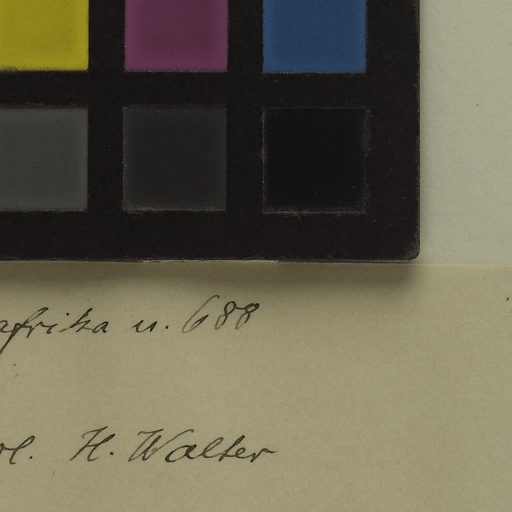 afrika n. 688
ol. H. Walter